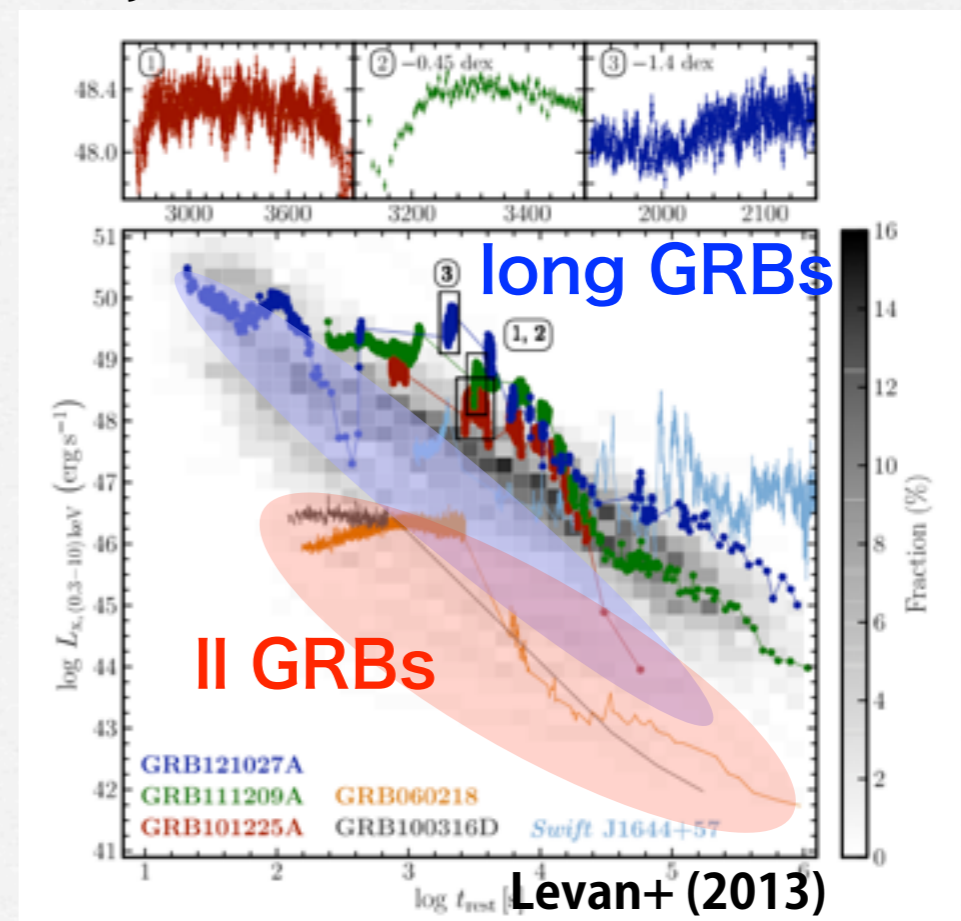 1
2 −0.45 dex
3 −1.4 dex
48.4
48.0
3000 3600 3200 3400 2000 2100
51
50
49
48
47
46
45
44
43
42
41
log L_X,(0.3−10) keV (erg s⁻¹)
long GRBs
3
1, 2
ll GRBs
GRB121027A
GRB111209A GRB060218
GRB101225A GRB100316D Swift J1644+57
1 2 3 4 5 6
log t_rest [s]
Levan+ (2013)
16
14
12
10
8
6
4
2
0
Fraction (%)